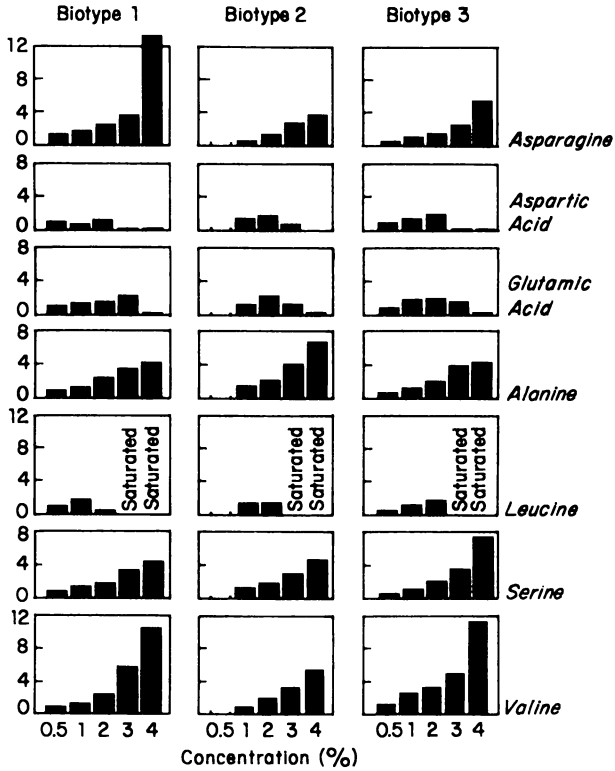 Biotype 1 Biotype 2 Biotype 3
12
8
4
0
Asparagine
8
4
0
Aspartic
Acid
8
4
0
Glutamic
Acid
8
4
0
Alanine
12
8
4
0
Saturated
Saturated
Saturated
Saturated
Saturated
Saturated
Leucine
8
4
0
Serine
12
8
4
0
Valine
0.5 1 2 3 4 0.5 1 2 3 4 0.5 1 2 3 4
Concentration (%)